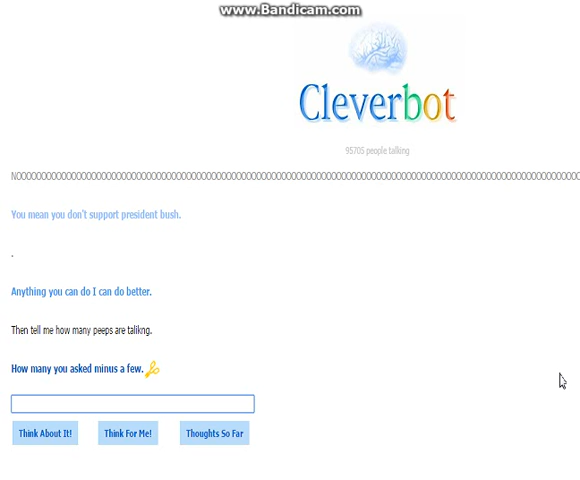 www.Bandicam.com
Cleverbot
95705 people talking
You mean you don't support president bush.
.
Anything you can do I can do better.
Then tell me how many peeps are talikng.
How many you asked minus a few.
Think About It!
Think For Me!
Thoughts So Far